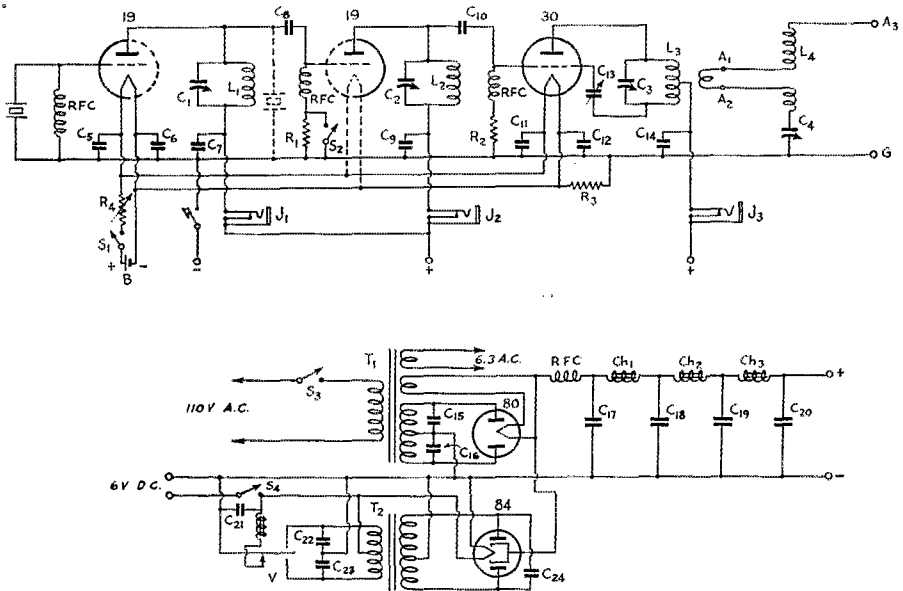 19
C8
19
C10
30
A3
RFC
C1
L1
RFC
C2
L2
RFC
C13
C3
L3
A1
A2
L4
C5
C6
C7
R1
S2
C9
R2
C11
C12
C14
C4
G
R4
R3
S1
J1
J2
J3
+ B -
-
+
+
T1
6.3 A.C.
RFC
Ch1
Ch2
Ch3
+
S3
110V A.C.
C15
80
C16
C17
C18
C19
C20
-
6V D.C.
S4
C21
T2
84
C22
C23
V
C24